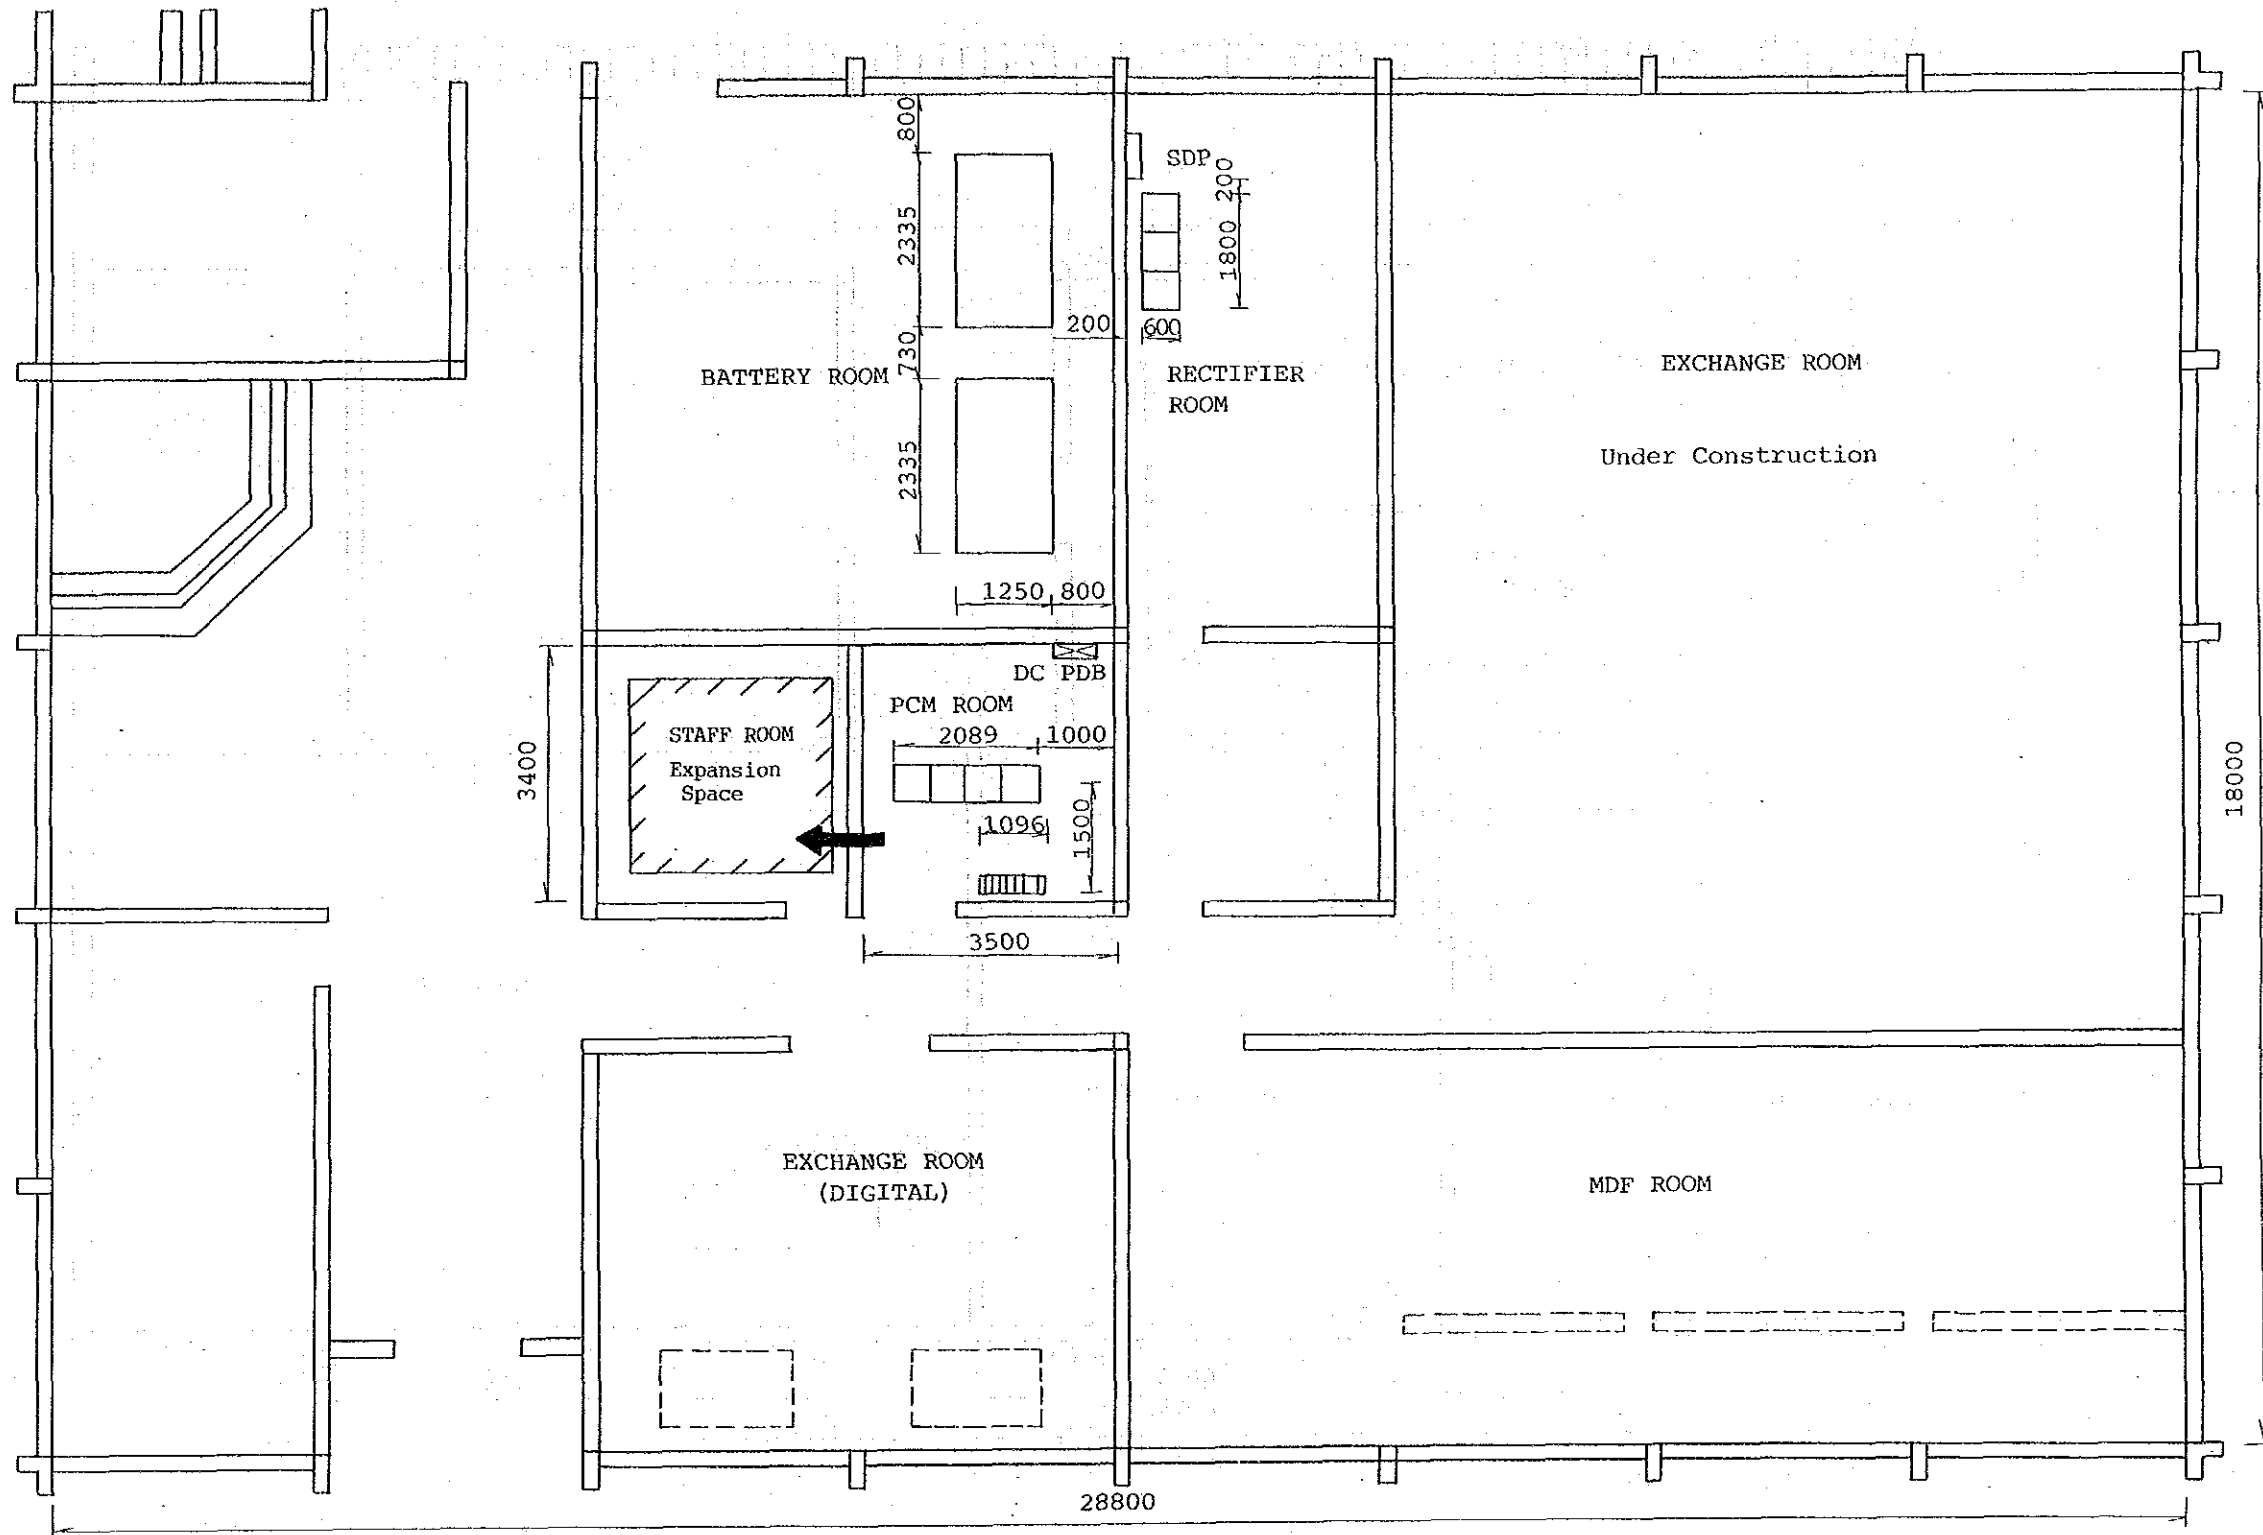 800
SDP
200
2335
1800
200
600
730
BATTERY ROOM
RECTIFIER
ROOM
EXCHANGE ROOM
Under Construction
2335
1250
800
DC PDB
PCM ROOM
STAFF ROOM
Expansion
Space
2089
1000
3400
1096
1500
18000
3500
EXCHANGE ROOM
(DIGITAL)
MDF ROOM
28800